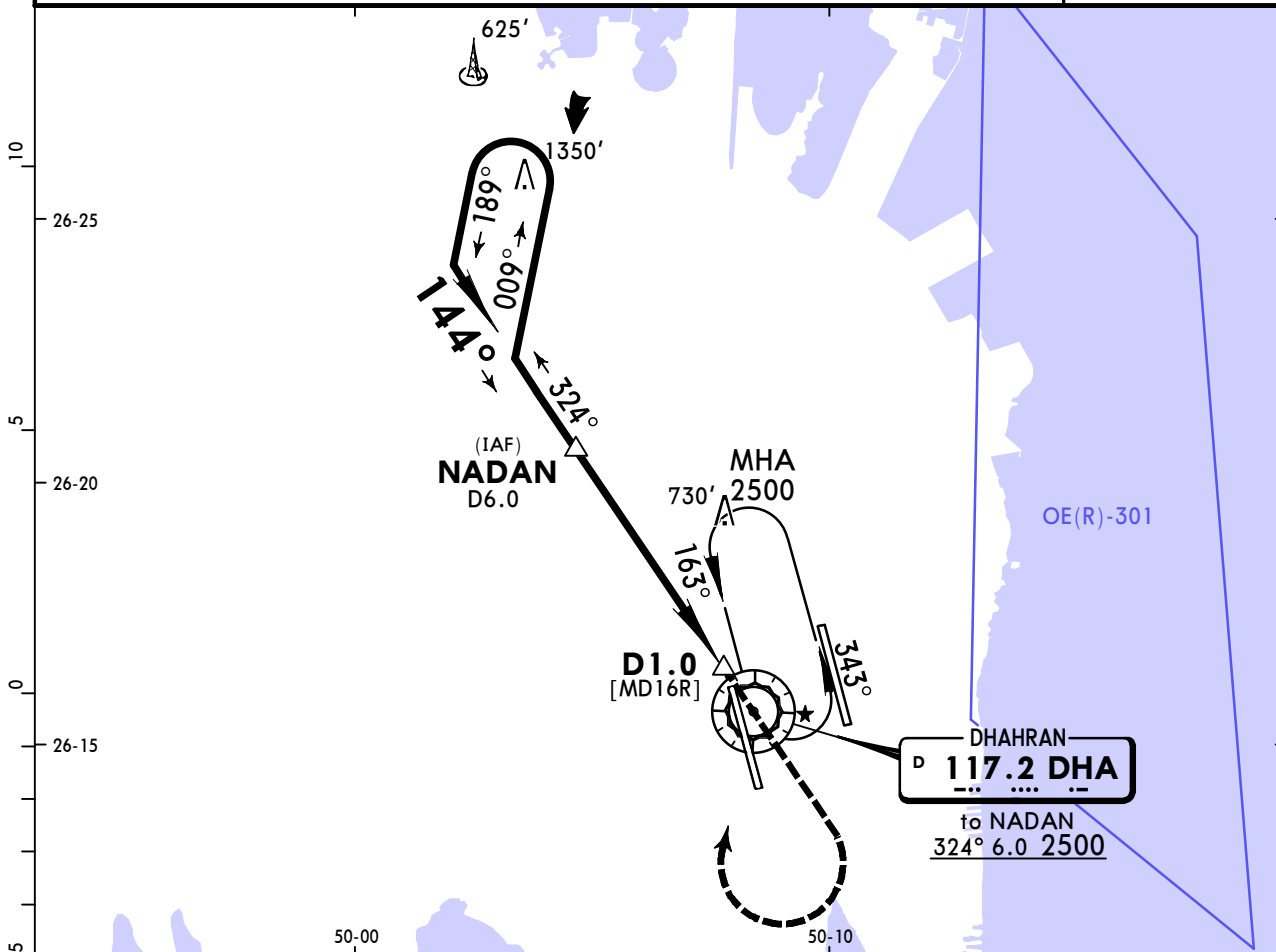 625'
1350'
10
189°
26-25
009°
144°
324°
5
(IAF)
NADAN
D6.0
MHA
2500
26-20
730'
OE(R)-301
163°
343°
D1.0
[MD16R]
0
26-15
DHAHRAN
D 117.2 DHA
to NADAN
324° 6.0 2500
5
50-00
50-10